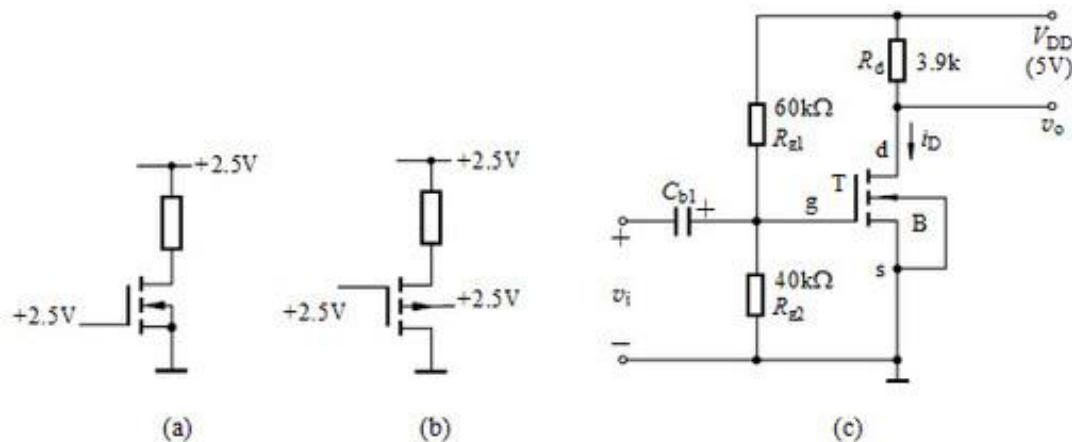 +2.5V
+2.5V
(a)
+2.5V
+2.5V
+2.5V
(b)
V_DD
(5V)
R_d 3.9k
v_o
60kΩ
R_g1
d
i_D
T
C_b1 +
g
B
+
s
40kΩ
R_g2
v_i
−
(c)